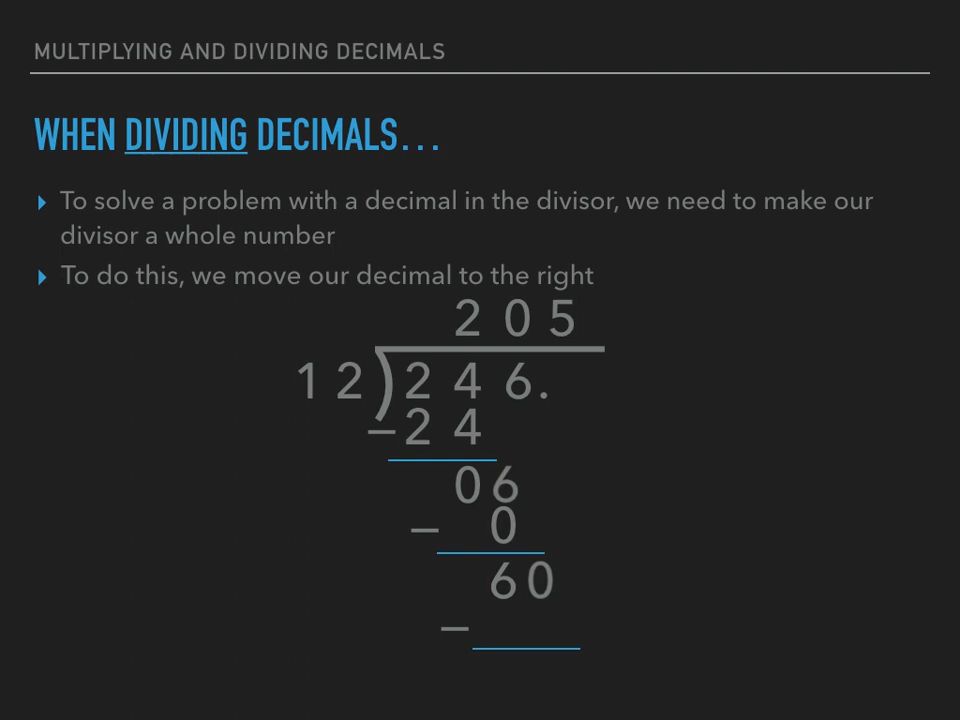 MULTIPLYING AND DIVIDING DECIMALS
WHEN DIVIDING DECIMALS...
▸ To solve a problem with a decimal in the divisor, we need to make our
divisor a whole number
▸ To do this, we move our decimal to the right
2 0 5
1 2 ) 2 4 6 .
– 2 4
0 6
– 0
6 0
–